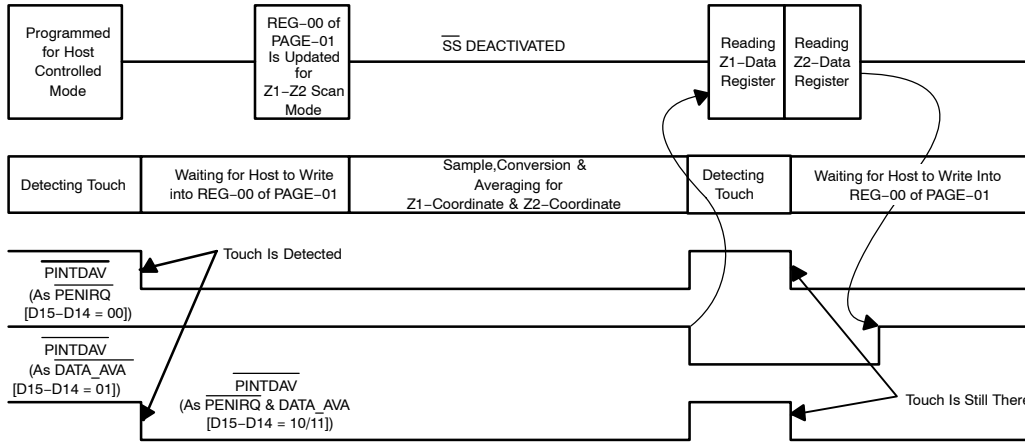 Programmed
for Host
Controlled
Mode
REG–00 of
PAGE–01
Is Updated
for
Z1–Z2 Scan
Mode
SS DEACTIVATED
Reading
Z1–Data
Register
Reading
Z2–Data
Register
Detecting Touch
Waiting for Host to Write
into REG–00 of PAGE–01
Sample,Conversion &
Averaging for
Z1–Coordinate & Z2–Coordinate
Detecting
Touch
Waiting for Host to Write Into
REG–00 of PAGE–01
Touch Is Detected
PINTDAV
(As PENIRQ
[D15–D14 = 00])
PINTDAV
(As DATA_AVA
[D15–D14 = 01])
PINTDAV
(As PENIRQ & DATA_AVA
[D15–D14 = 10/11])
Touch Is Still There